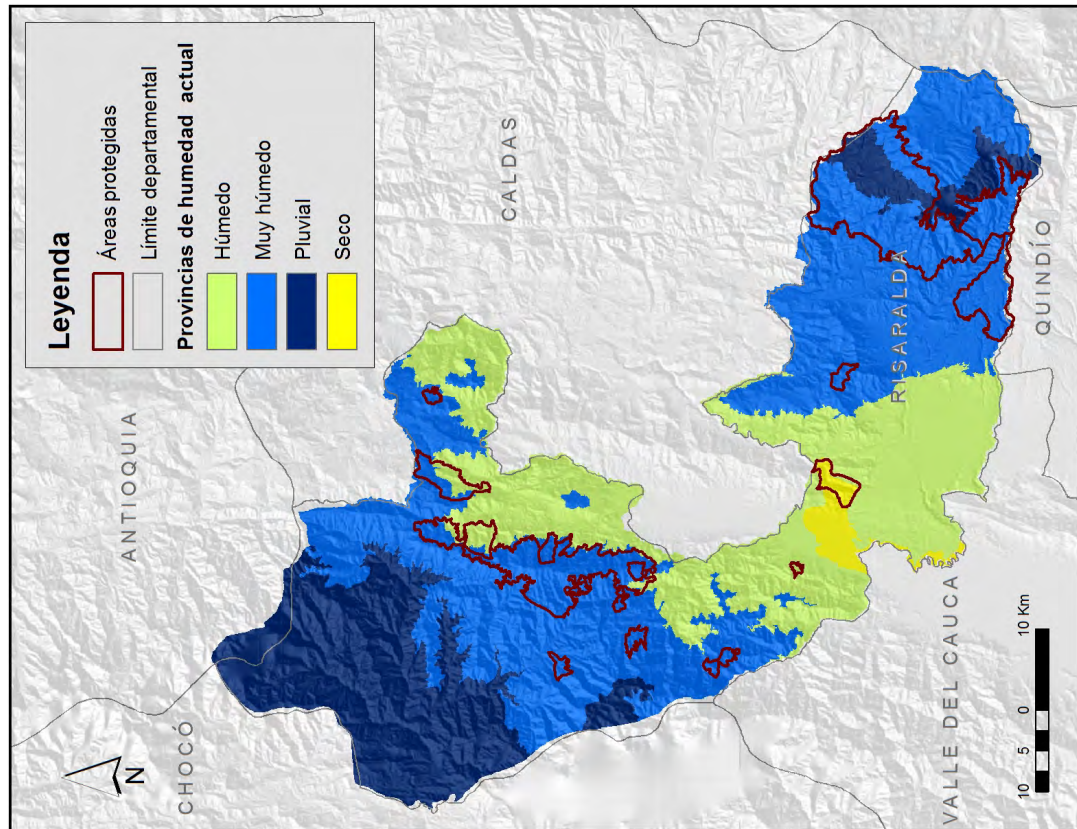 Leyenda
Áreas protegidas
Límite departamental
Provincias de humedad actual
Húmedo
Muy húmedo
Pluvial
Seco
ANTIOQUIA
CHOCÓ
CALDAS
RISARALDA
QUINDÍO
VALLE DEL CAUCA
N
10 5 0 10 Km